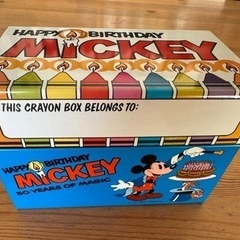 HAPPY BIRTHDAY
MICKEY
THIS CRAYON BOX BELONGS TO:
HAPPY BIRTHDAY
MICKEY
50 YEARS OF MAGIC